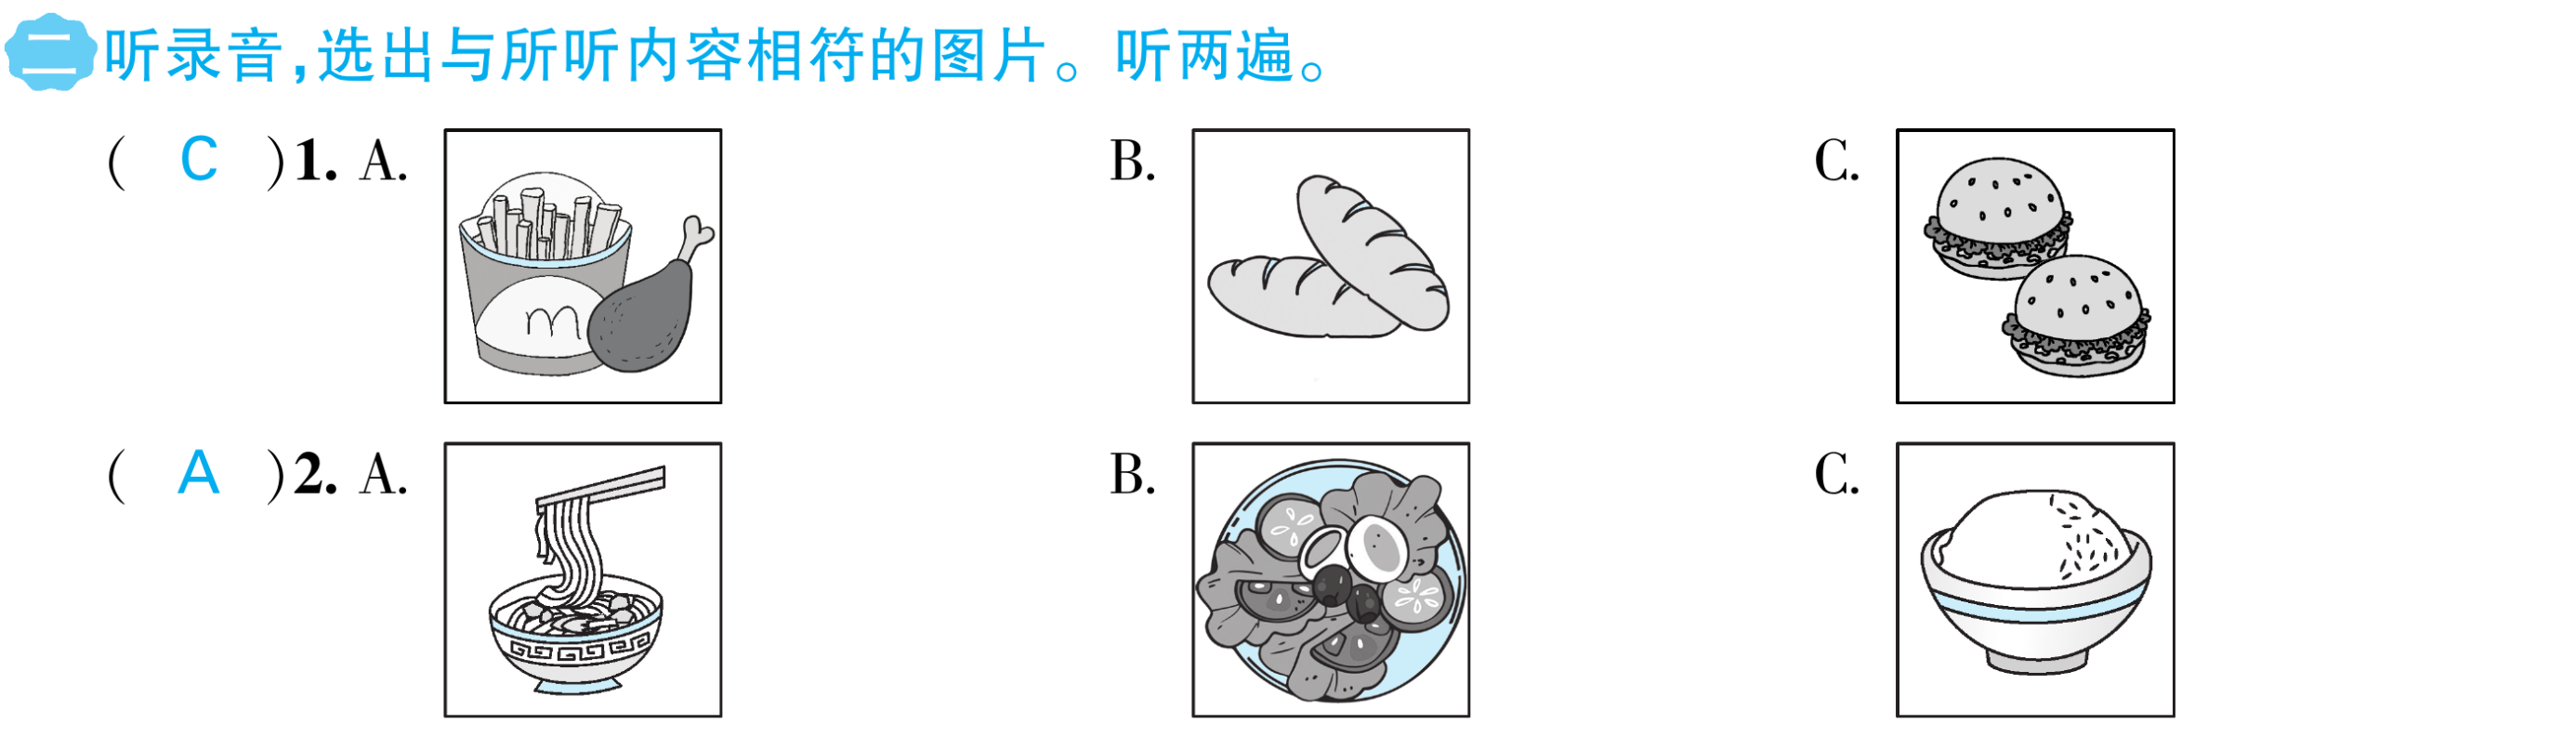 二 听录音,选出与所听内容相符的图片。听两遍。
( C )1. A. B. C.
m
( A )2. A. B. C.